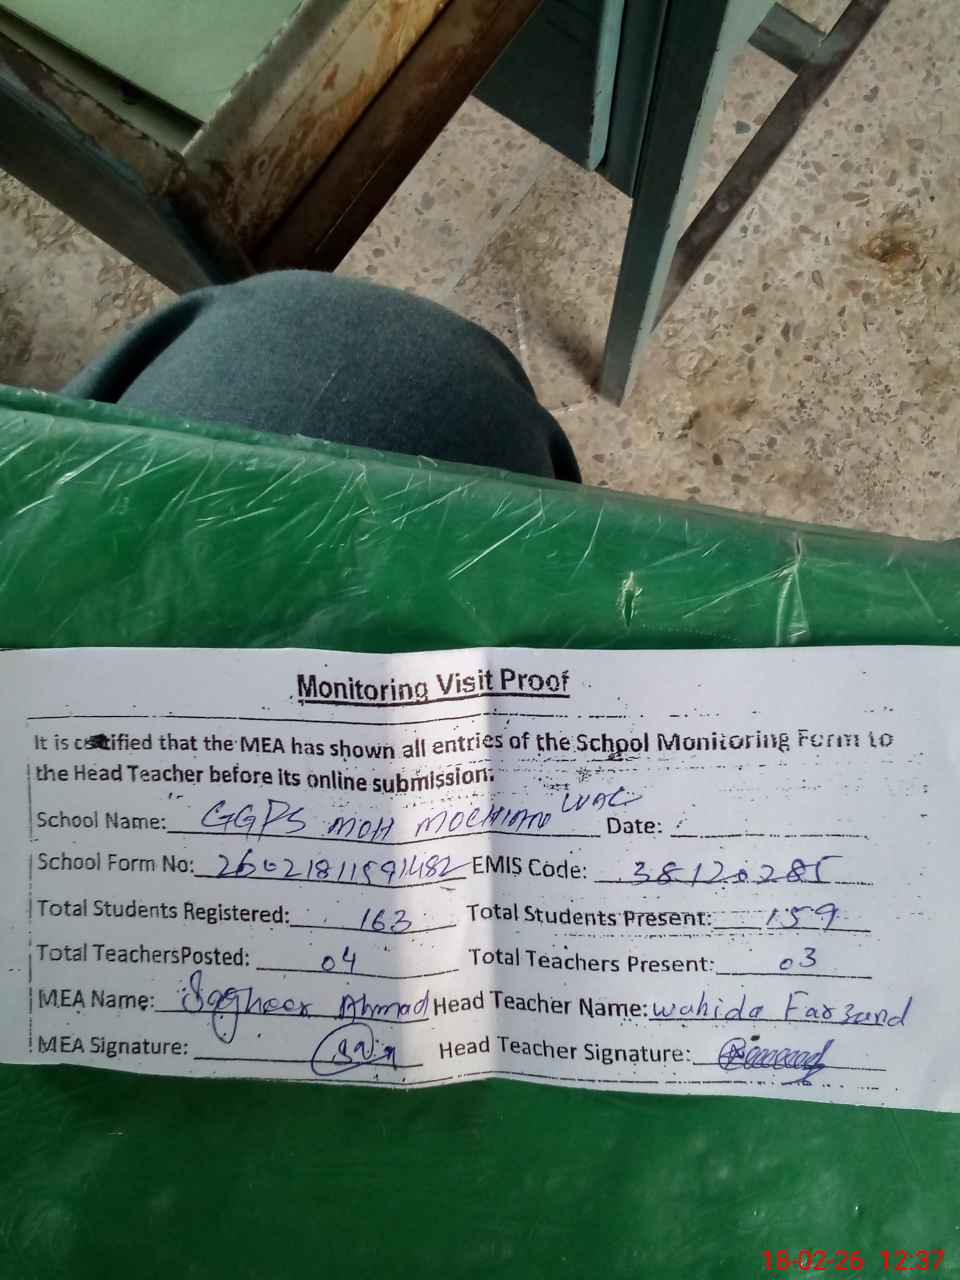 Monitoring Visit Proof
It is certified that the MEA has shown all entries of the School Monitoring Form to
the Head Teacher before its online submission.
School Name: GGPS MOH MOCHIAN Date:
School Form No: 26021811591482 EMIS Code: 38120285
Total Students Registered: 163 Total Students Present: 159
Total TeachersPosted: 04 Total Teachers Present: 03
MEA Name: Sagheer Ahmad Head Teacher Name: Wahida Farzand
MEA Signature: Head Teacher Signature:
18-02-26 12:37